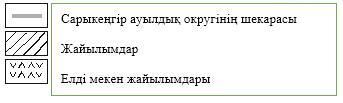 Сарыкеңгір ауылдық округінің шекарасы
Жайылымдар
Елді мекен жайылымдары